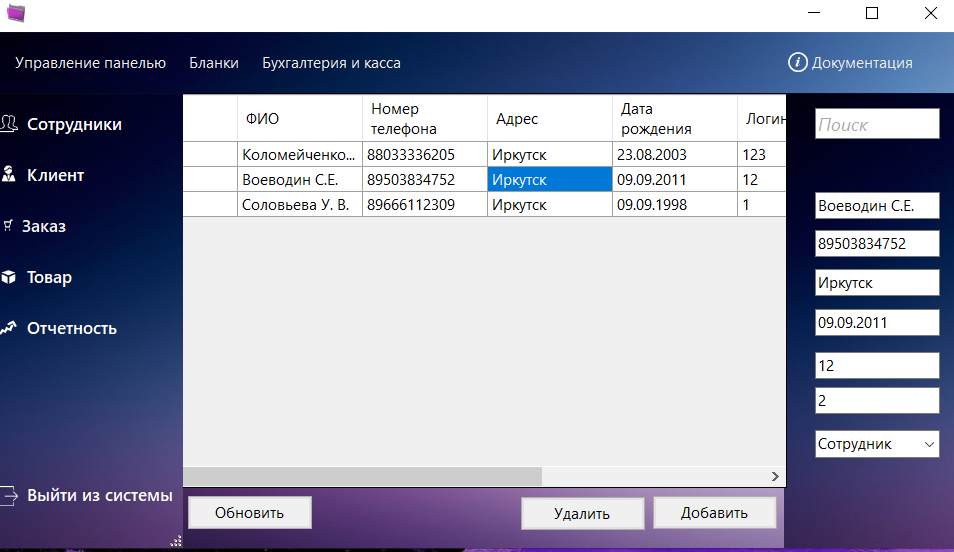 Управление панелью Бланки Бухгалтерия и касса Документация
Сотрудники
Клиент
Заказ
Товар
Отчетность
Выйти из системы
ФИО Номер телефона Адрес Дата рождения Логин
Коломейченко... 88033336205 Иркутск 23.08.2003 123
Воеводин С.Е. 89503834752 Иркутск 09.09.2011 12
Соловьева У. В. 89666112309 Иркутск 09.09.1998 1
Обновить Удалить Добавить
Поиск
Воеводин С.Е.
89503834752
Иркутск
09.09.2011
12
2
Сотрудник